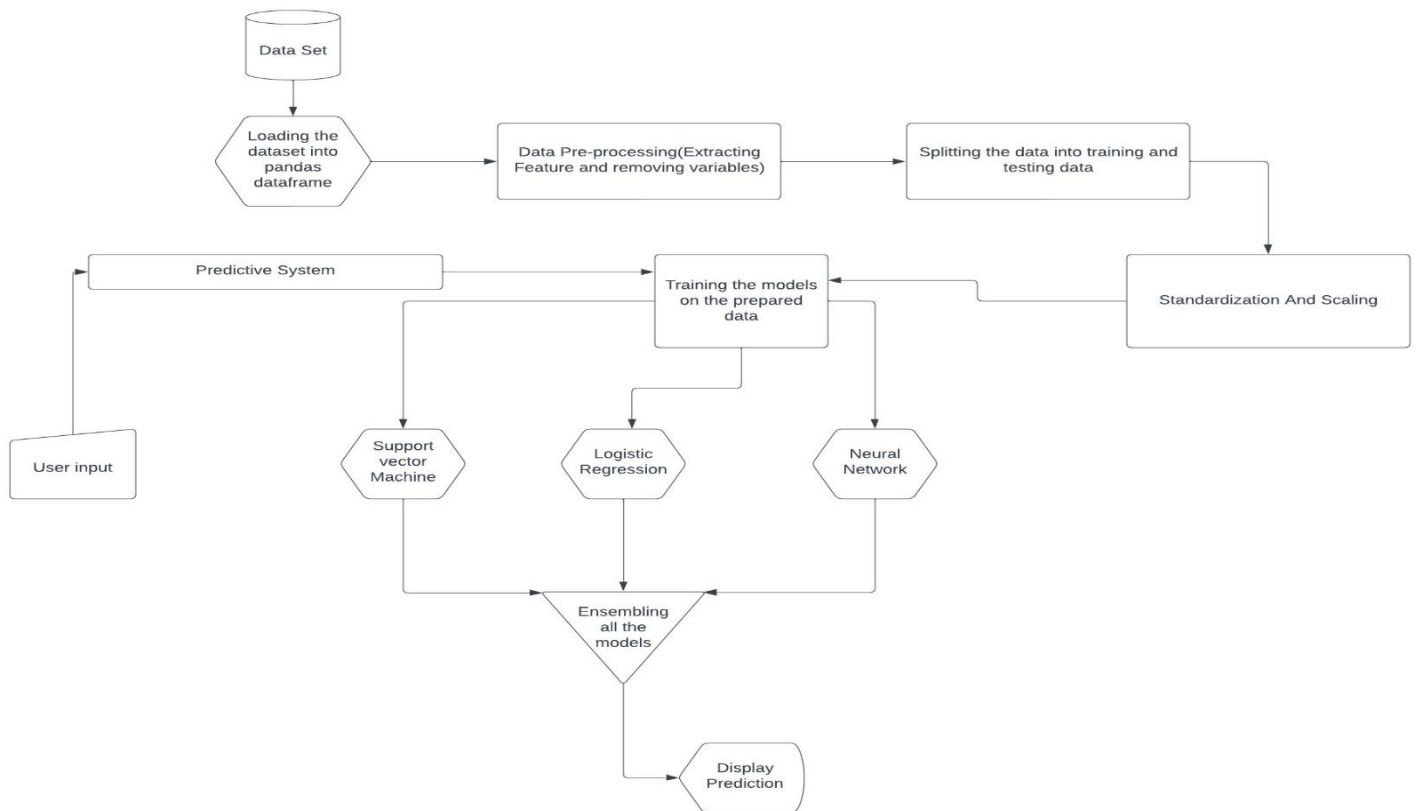 Data Set
Loading the
dataset into
pandas
dataframe
Data Pre-processing(Extracting
Feature and removing variables)
Splitting the data into training and
testing data
Predictive System
Training the models
on the prepared
data
Standardization And Scaling
User input
Support
vector
Machine
Logistic
Regression
Neural
Network
Ensembling
all the
models
Display
Prediction